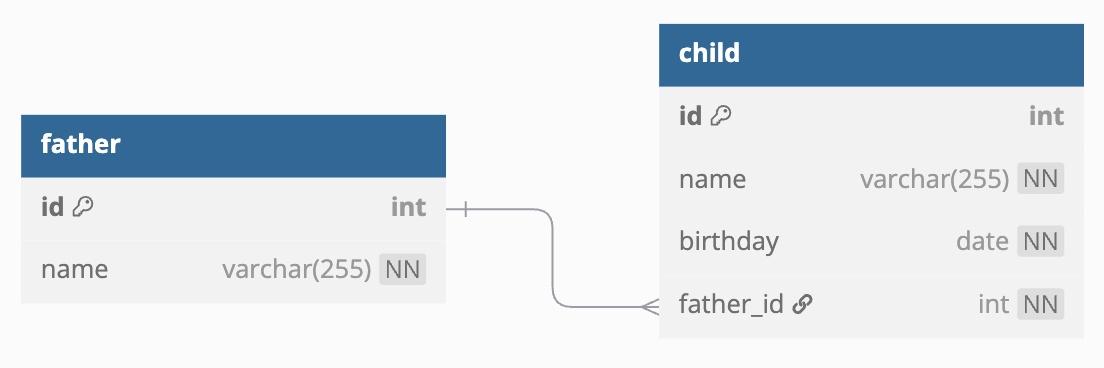 father
id int
name varchar(255) NN
child
id int
name varchar(255) NN
birthday date NN
father_id int NN